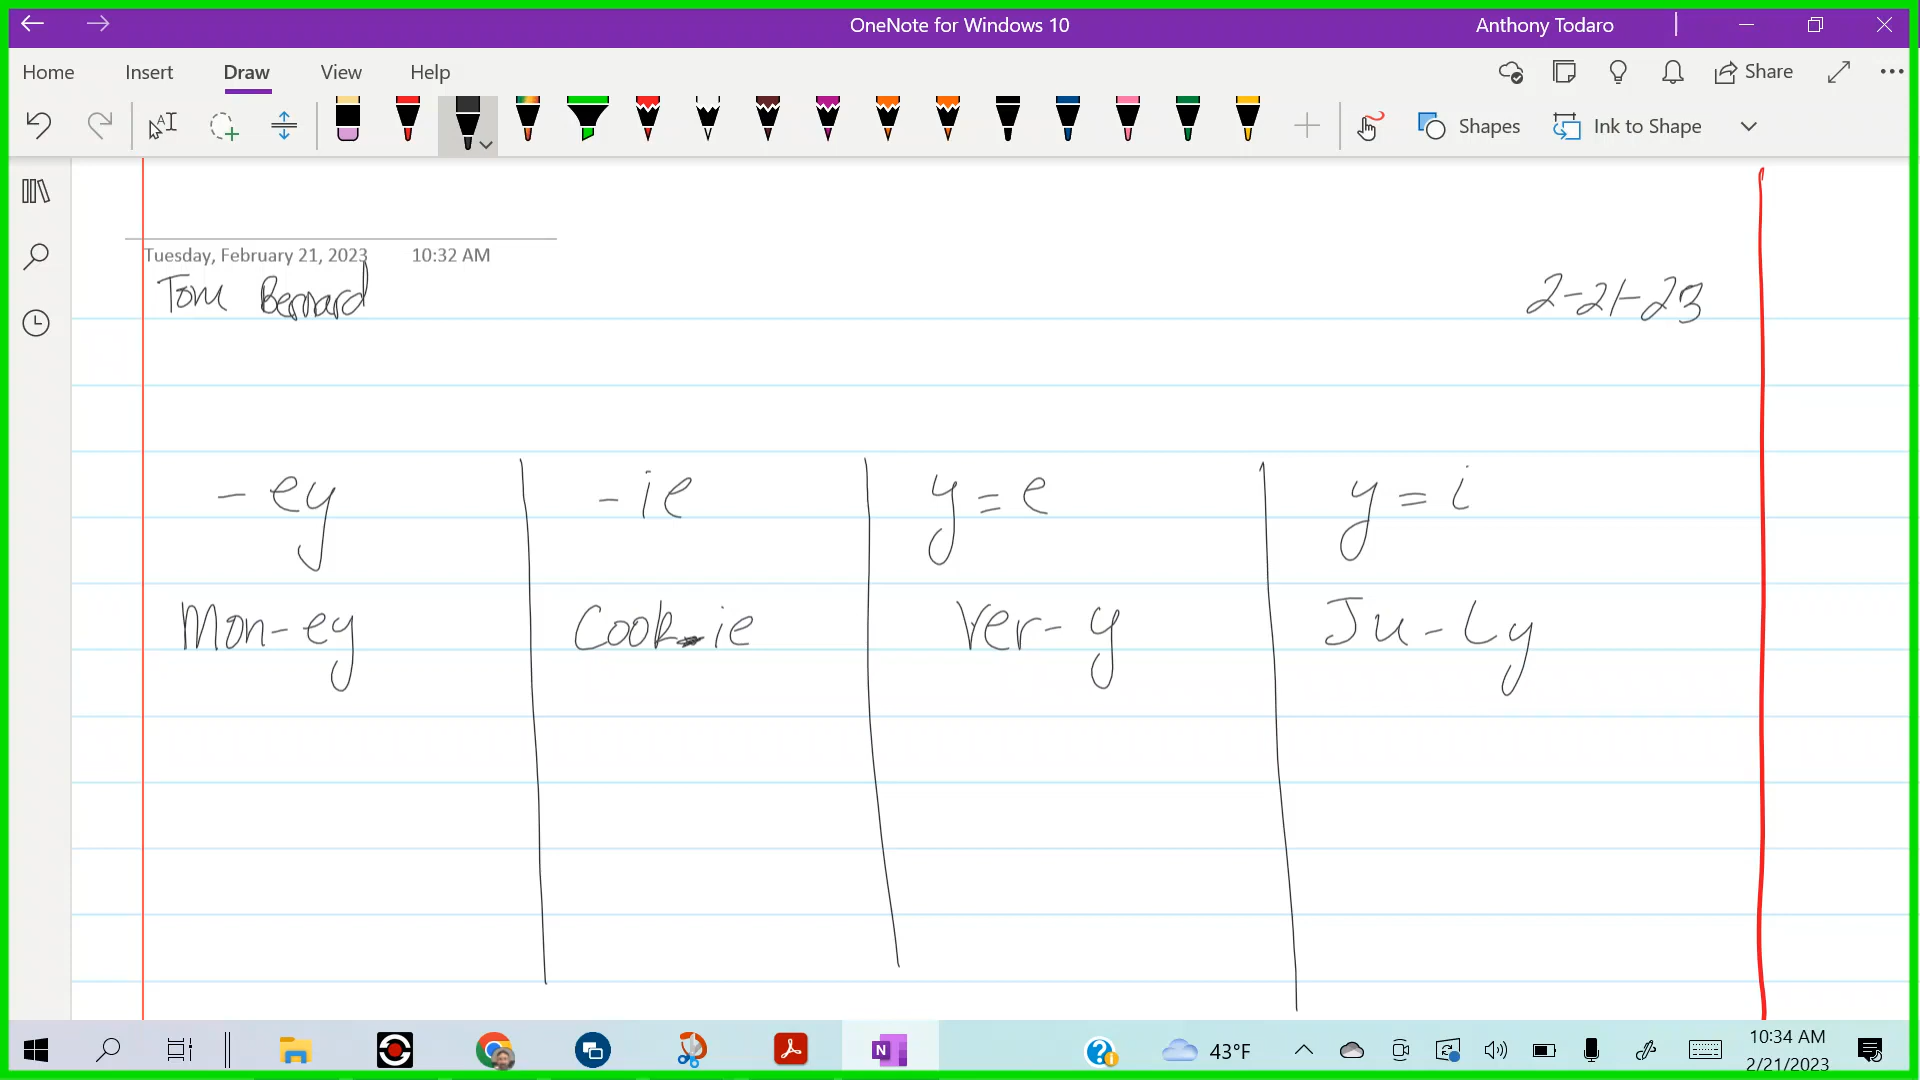 OneNote for Windows 10 Anthony Todaro
Home Insert Draw View Help Share
Shapes Ink to Shape
Tuesday, February 21, 2023 10:32 AM
Tom Bernard 2-21-23
- ey - ie y = e y = i
Mon-ey Cook-ie Ver-y Ju-Ly
43°F 10:34 AM
2/21/2023